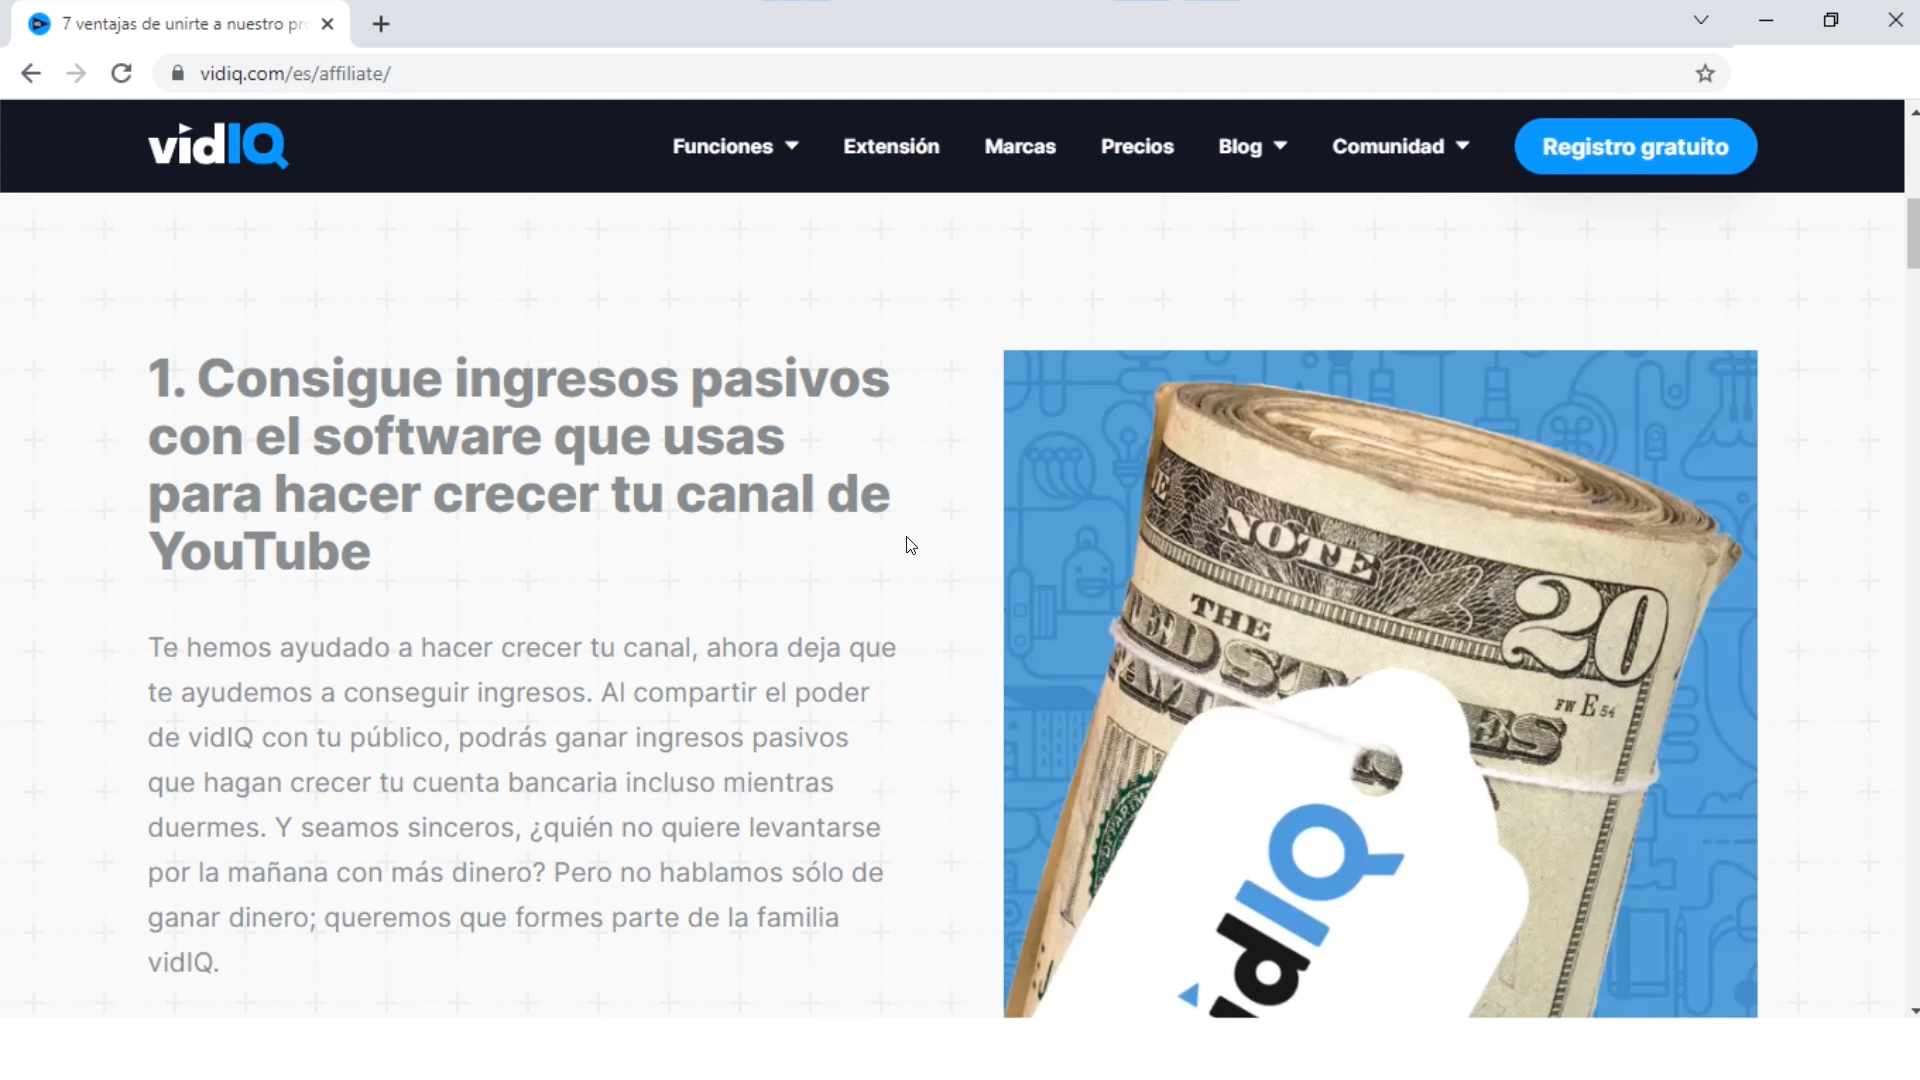 7 ventajas de unirte a nuestro pr
vidiq.com/es/affiliate/
vidIQ
Funciones
Extensión
Marcas
Precios
Blog
Comunidad
Registro gratuito
1. Consigue ingresos pasivos
con el software que usas
para hacer crecer tu canal de
YouTube
Te hemos ayudado a hacer crecer tu canal, ahora deja que
te ayudemos a conseguir ingresos. Al compartir el poder
de vidIQ con tu público, podrás ganar ingresos pasivos
que hagan crecer tu cuenta bancaria incluso mientras
duermes. Y seamos sinceros, ¿quién no quiere levantarse
por la mañana con más dinero? Pero no hablamos sólo de
ganar dinero; queremos que formes parte de la familia
vidIQ.
NOTE
20
THE
FW E 54
idIQ